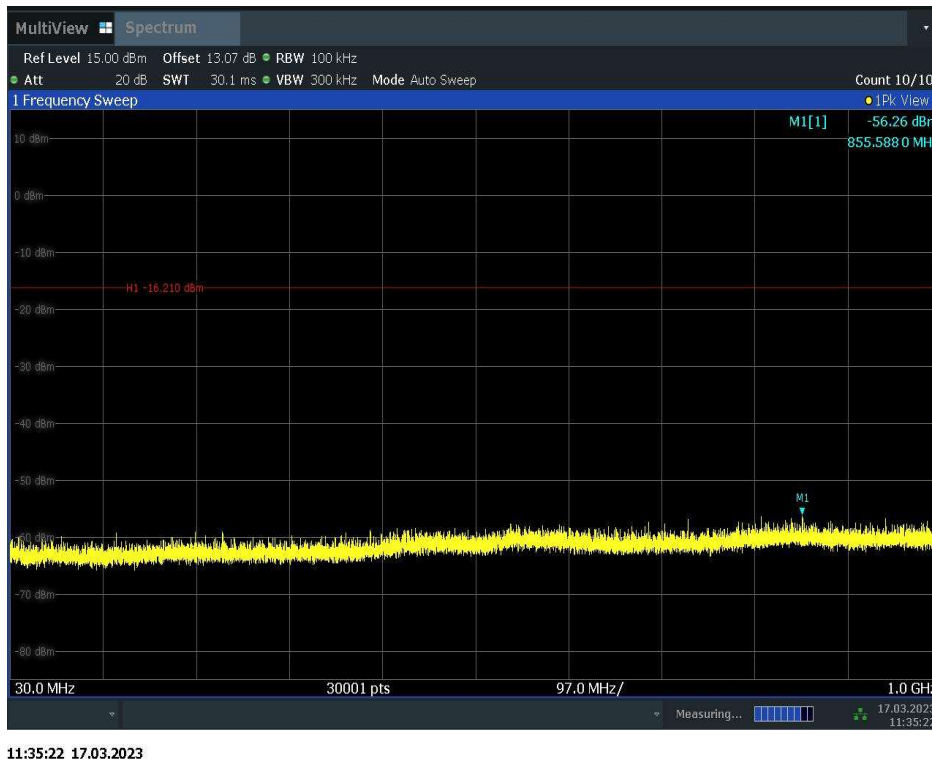 MultiView Spectrum
Ref Level 15.00 dBm Offset 13.07 dB RBW 100 kHz
Att 20 dB SWT 30.1 ms VBW 300 kHz Mode Auto Sweep Count 10/10
1 Frequency Sweep 1Pk View
M1[1] -56.26 dBm
855.5880 MH
10 dBm
0 dBm
-10 dBm
H1 -16.210 dBm
-20 dBm
-30 dBm
-40 dBm
-50 dBm
M1
-60 dBm
-70 dBm
-80 dBm
30.0 MHz 30001 pts 97.0 MHz/ 1.0 GHz
Measuring... 17.03.2023
11:35:22
11:35:22 17.03.2023